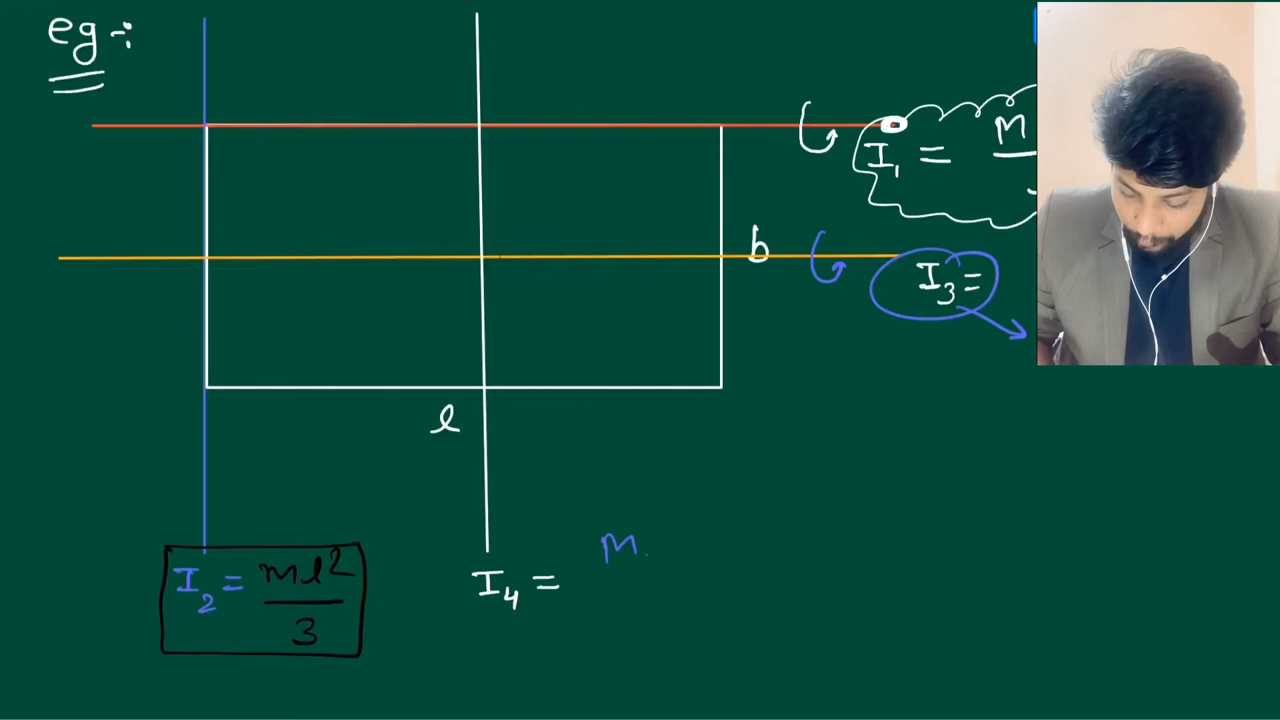 eg :-
I₁ = m
b
I₃ =
l
m.
I₂ = ml²/3
I₄ =